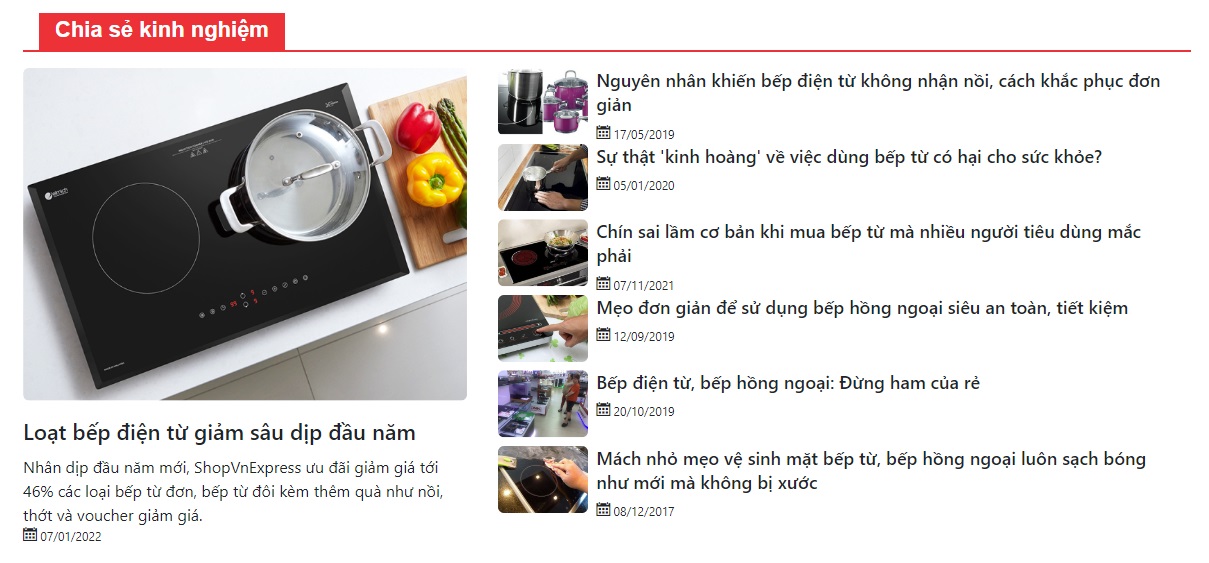 Chia sẻ kinh nghiệm
Loạt bếp điện từ giảm sâu dịp đầu năm
Nhân dịp đầu năm mới, ShopVnExpress ưu đãi giảm giá tới
46% các loại bếp từ đơn, bếp từ đôi kèm thêm quà như nồi,
thớt và voucher giảm giá.
07/01/2022
Nguyên nhân khiến bếp điện từ không nhận nồi, cách khắc phục đơn
giản
17/05/2019
Sự thật 'kinh hoàng' về việc dùng bếp từ có hại cho sức khỏe?
05/01/2020
Chín sai lầm cơ bản khi mua bếp từ mà nhiều người tiêu dùng mắc
phải
07/11/2021
Mẹo đơn giản để sử dụng bếp hồng ngoại siêu an toàn, tiết kiệm
12/09/2019
Bếp điện từ, bếp hồng ngoại: Đừng ham của rẻ
20/10/2019
Mách nhỏ mẹo vệ sinh mặt bếp từ, bếp hồng ngoại luôn sạch bóng
như mới mà không bị xước
08/12/2017